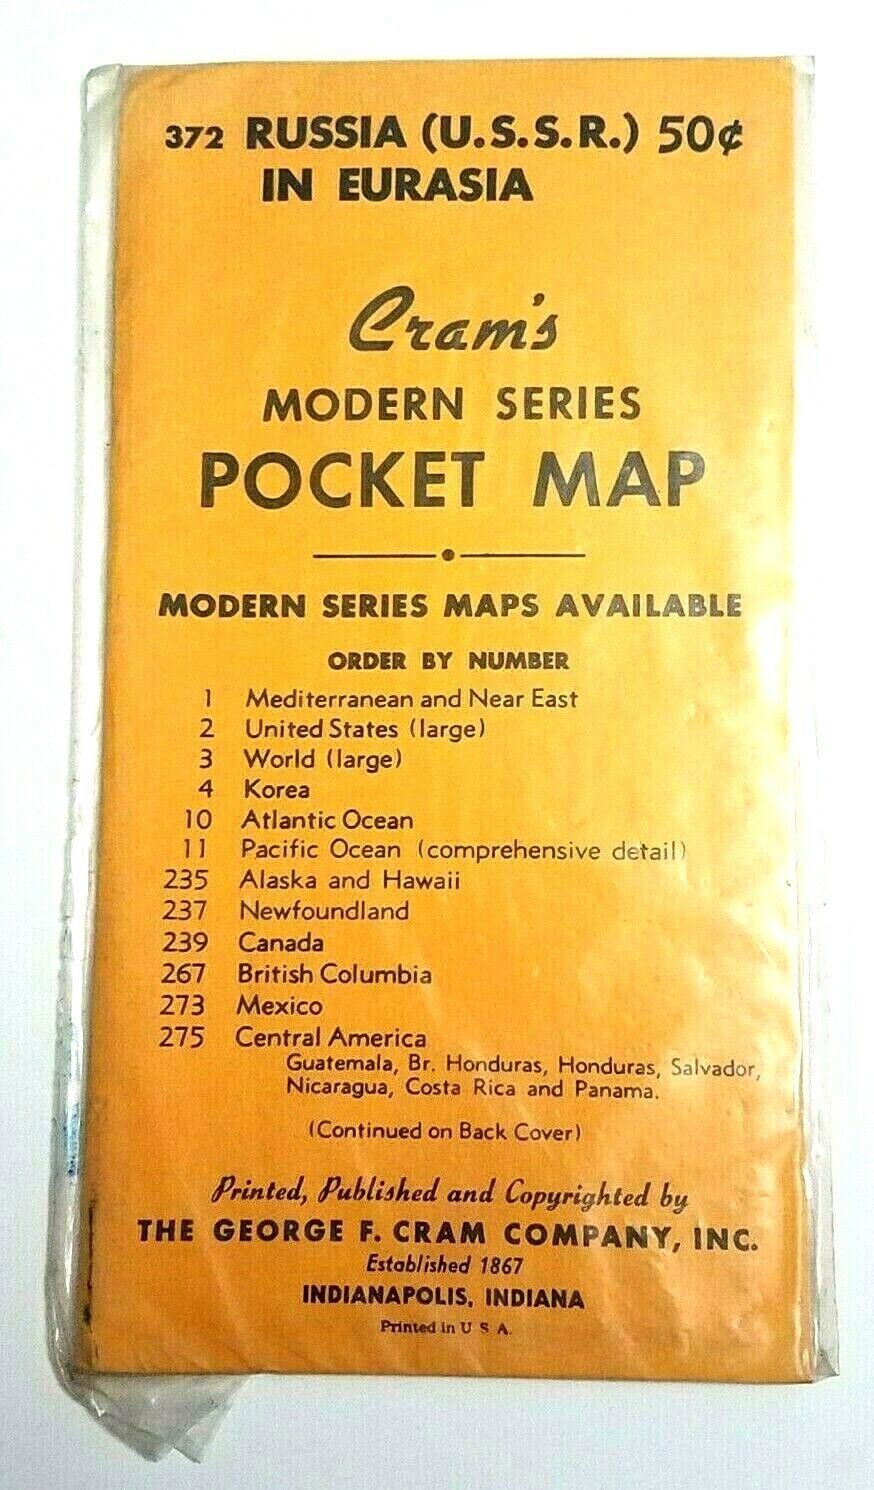 372 RUSSIA (U.S.S.R.) 50¢
IN EURASIA
Cram's
MODERN SERIES
POCKET MAP
MODERN SERIES MAPS AVAILABLE
ORDER BY NUMBER
1 Mediterranean and Near East
2 United States (large)
3 World (large)
4 Korea
10 Atlantic Ocean
11 Pacific Ocean (comprehensive detail)
235 Alaska and Hawaii
237 Newfoundland
239 Canada
267 British Columbia
273 Mexico
275 Central America
Guatemala, Br. Honduras, Honduras, Salvador,
Nicaragua, Costa Rica and Panama.
(Continued on Back Cover)
Printed, Published and Copyrighted by
THE GEORGE F. CRAM COMPANY, INC.
Established 1867
INDIANAPOLIS, INDIANA
Printed in U S A.